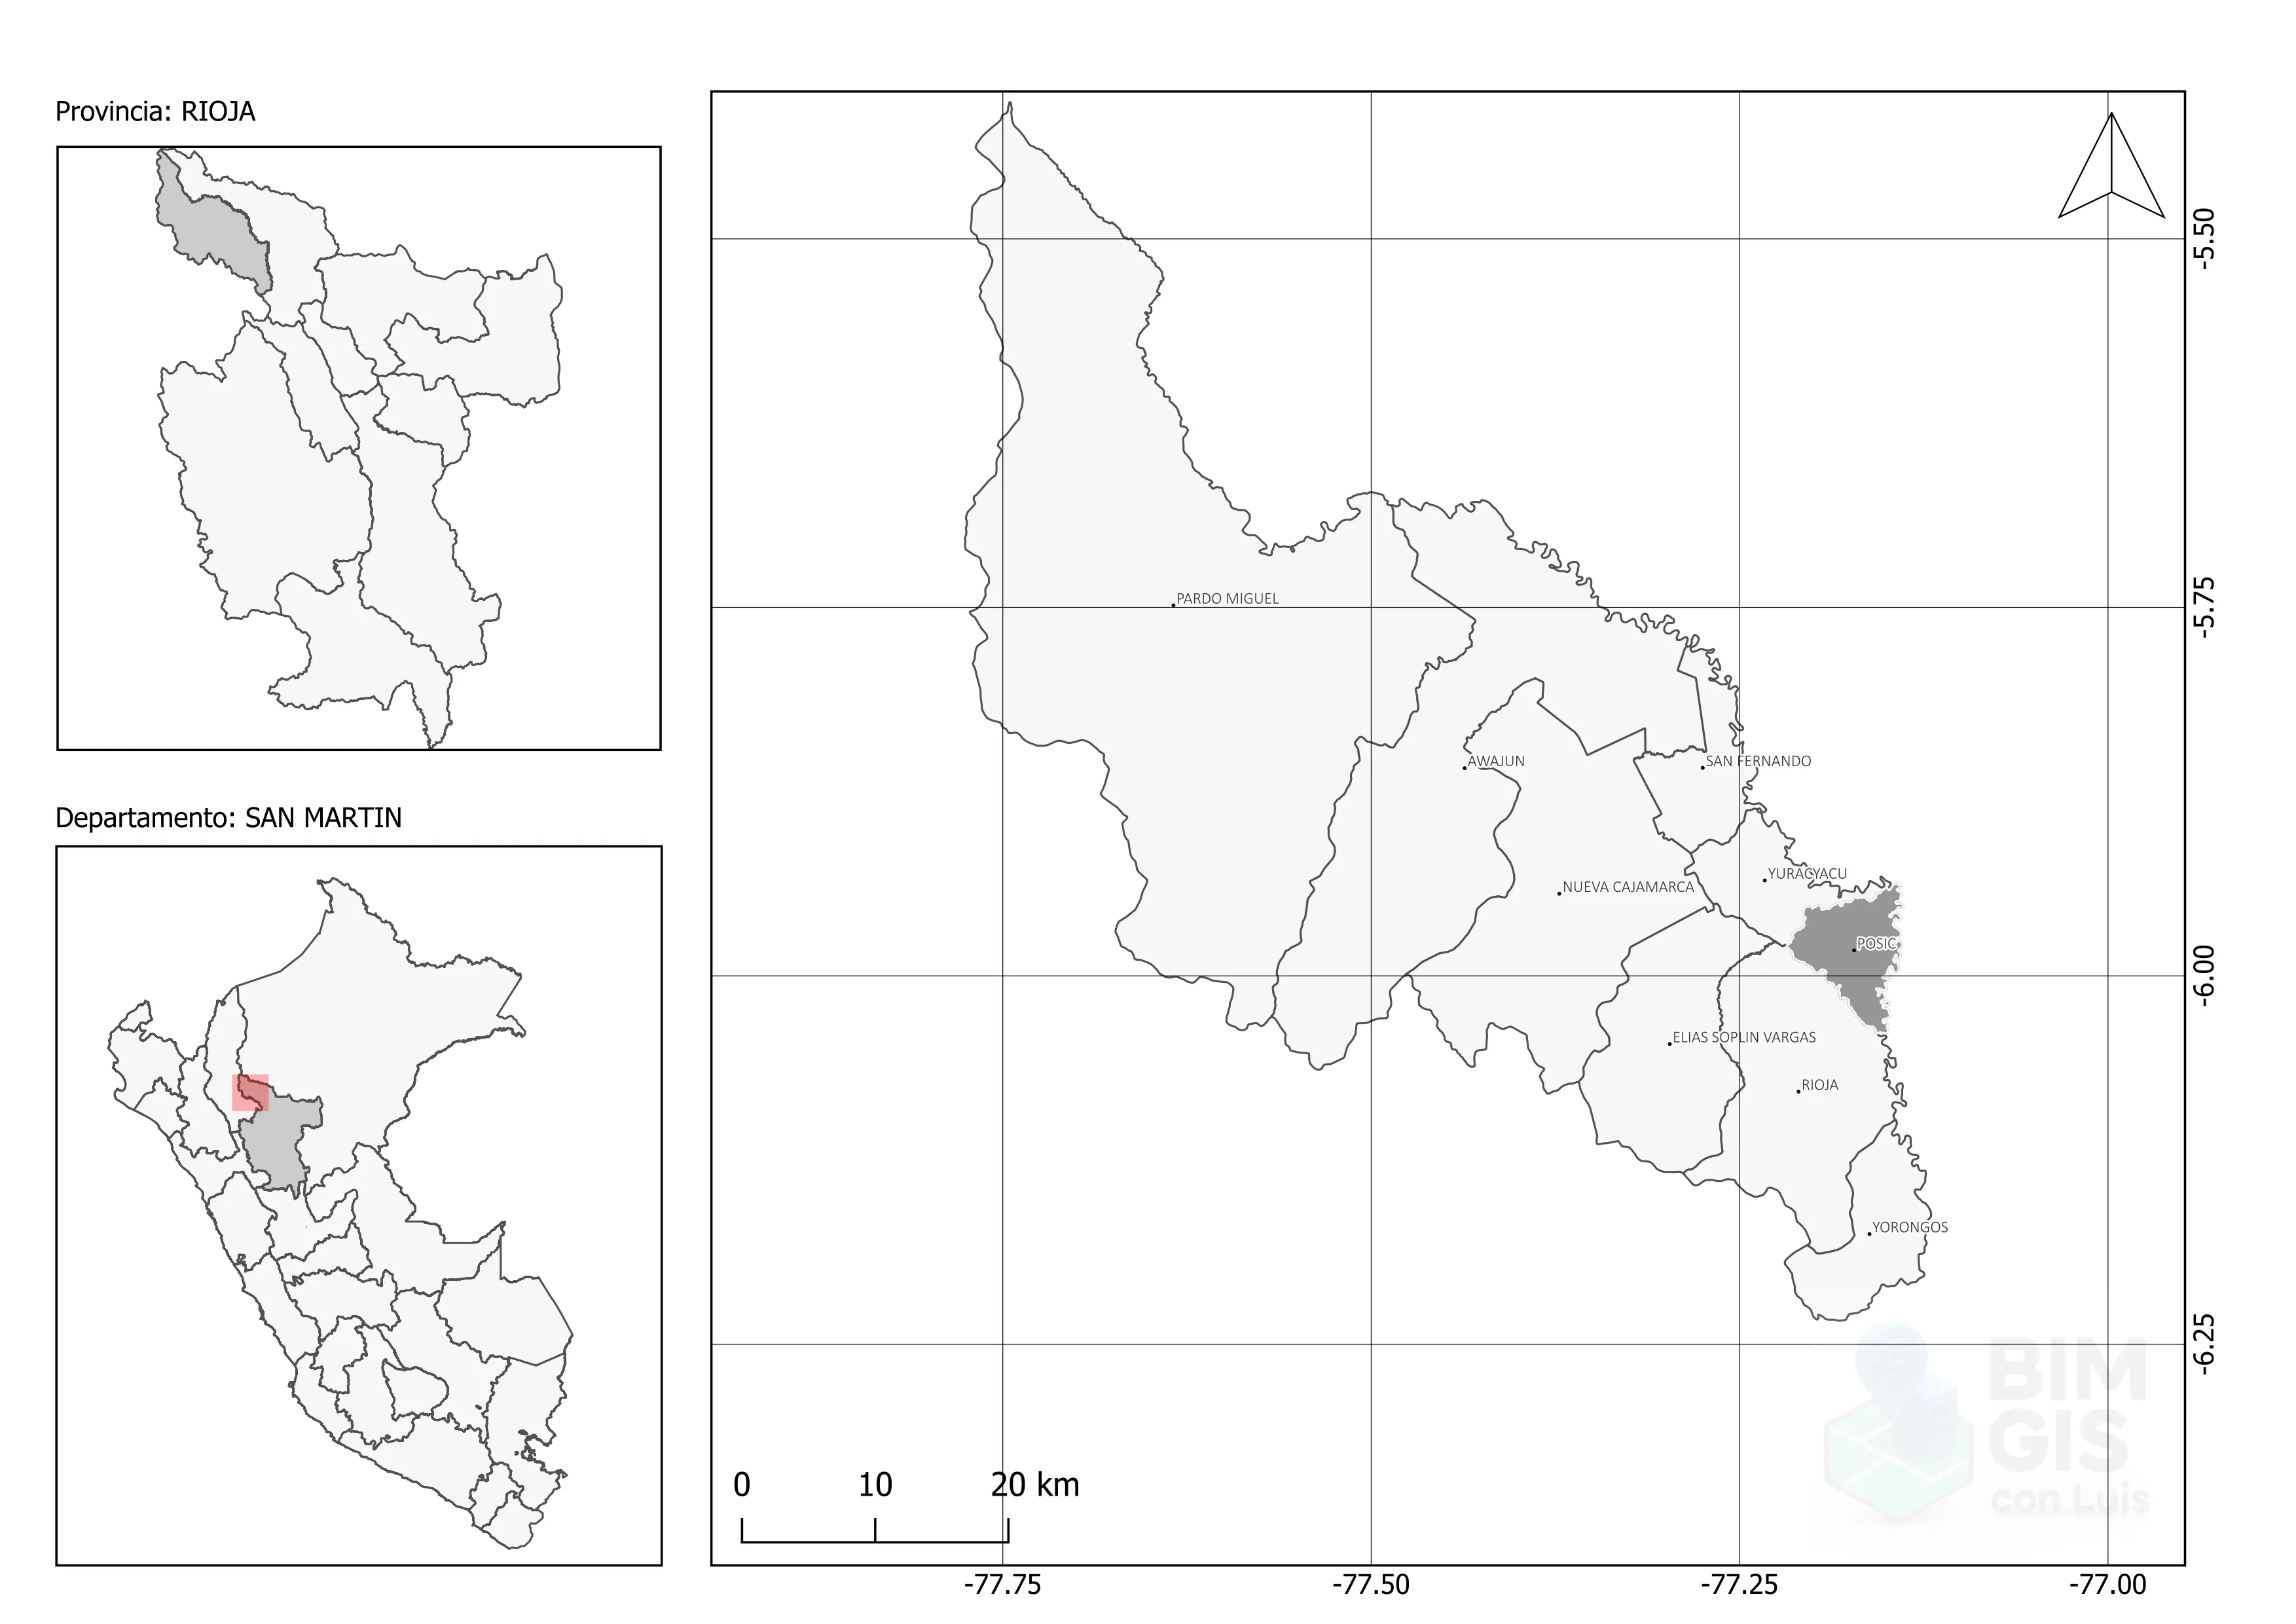 Provincia: RIOJA
Departamento: SAN MARTIN
-5.50
-5.75
-6.00
-6.25
PARDO MIGUEL
AWAJUN
SAN FERNANDO
YURACYACU
NUEVA CAJAMARCA
POSIC
ELIAS SOPLIN VARGAS
RIOJA
YORONGOS
BIM
GIS
con Luis
0 10 20 km
-77.75 -77.50 -77.25 -77.00